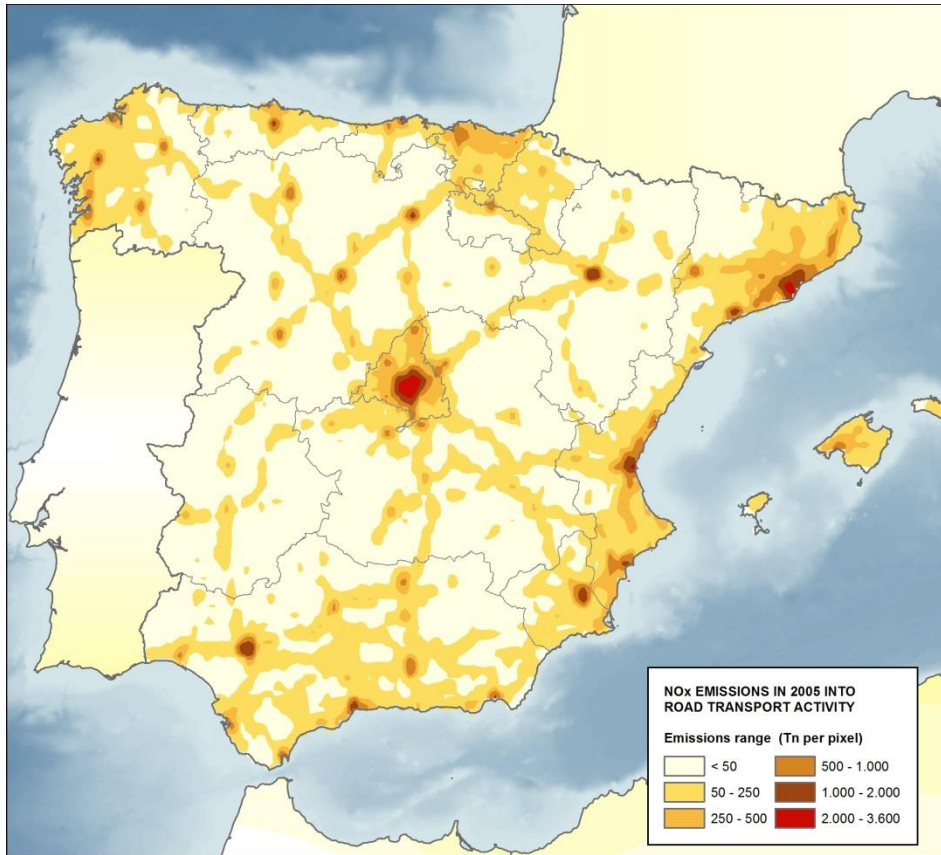 NOx EMISSIONS IN 2005 INTO
ROAD TRANSPORT ACTIVITY
Emissions range (Tn per pixel)
< 50
500 - 1.000
50 - 250
1.000 - 2.000
250 - 500
2.000 - 3.600